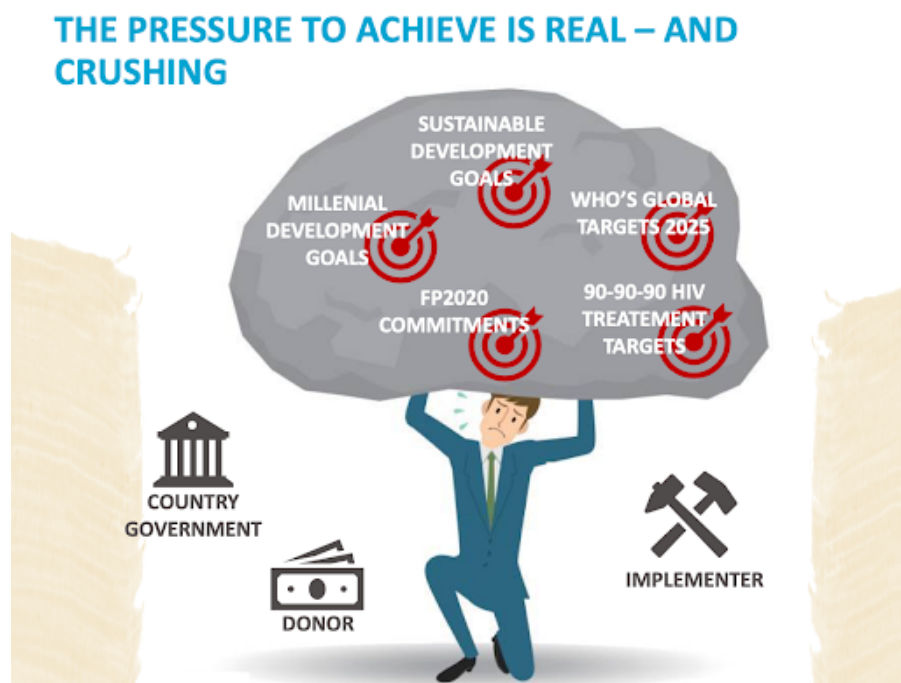 THE PRESSURE TO ACHIEVE IS REAL – AND
CRUSHING
SUSTAINABLE
DEVELOPMENT
GOALS
MILLENIAL
DEVELOPMENT
GOALS
WHO'S GLOBAL
TARGETS 2025
FP2020
COMMITMENTS
90-90-90 HIV
TREATEMENT
TARGETS
COUNTRY
GOVERNMENT
DONOR
IMPLEMENTER